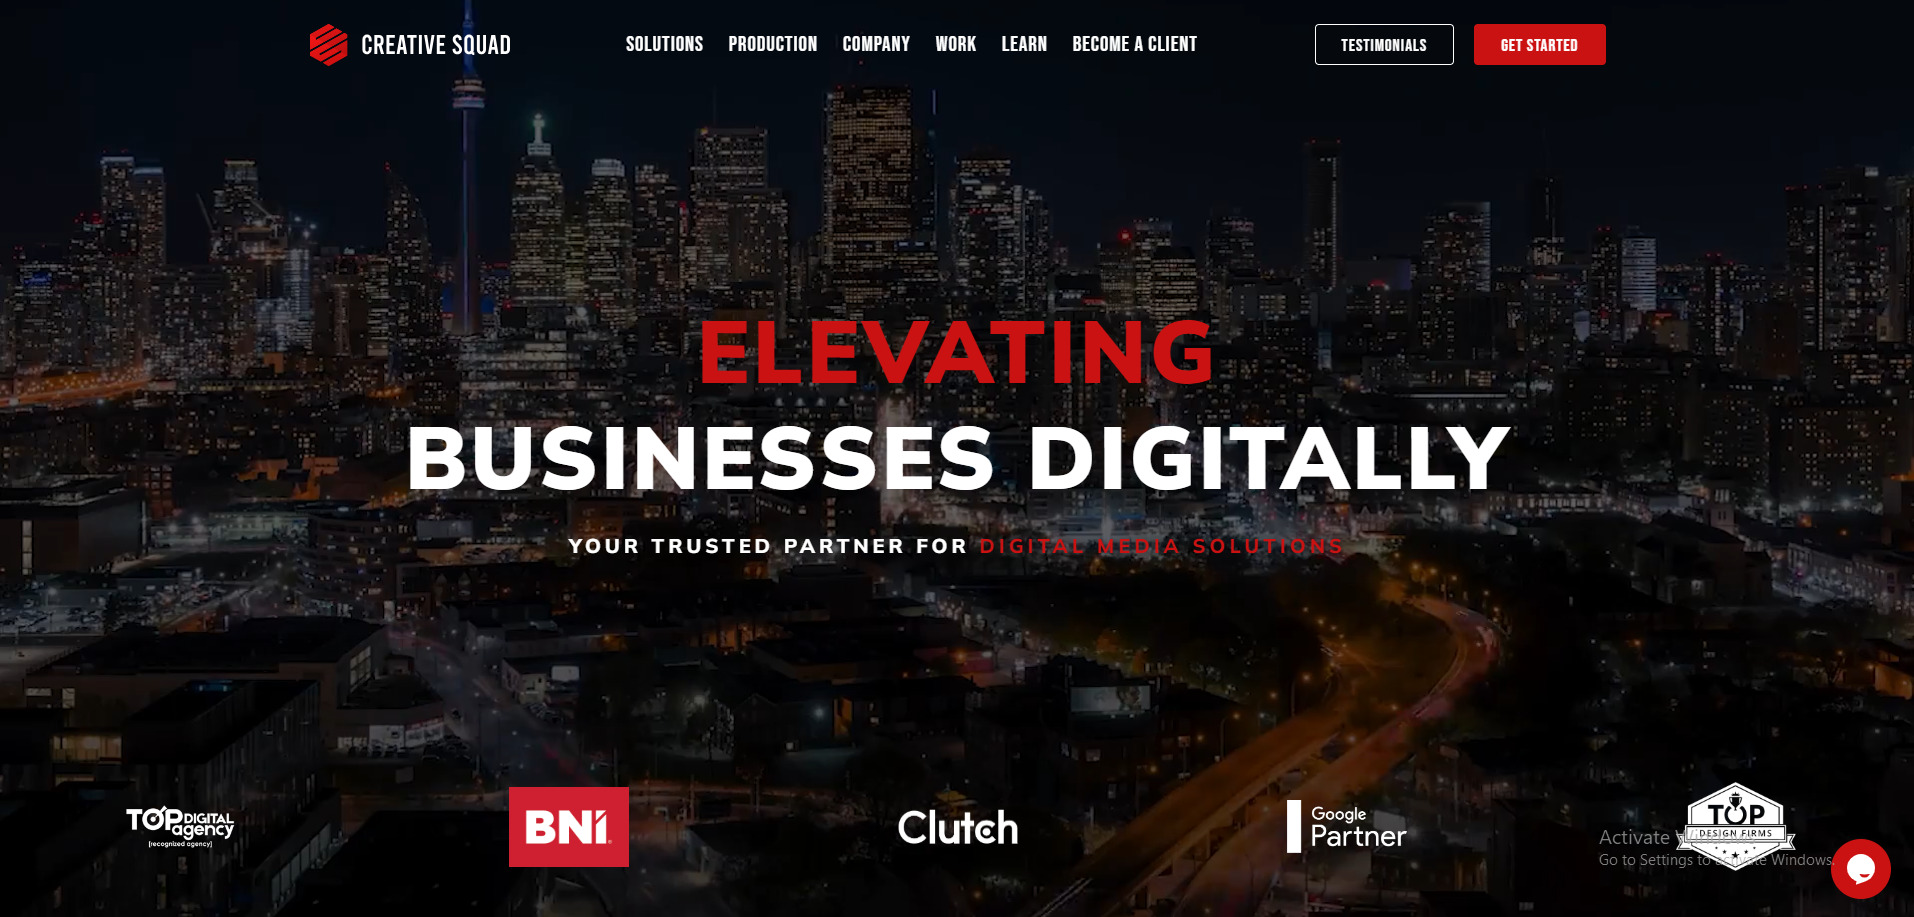 CREATIVE SQUAD
SOLUTIONS PRODUCTION COMPANY WORK LEARN BECOME A CLIENT
TESTIMONIALS
GET STARTED
ELEVATING
BUSINESSES DIGITALLY
YOUR TRUSTED PARTNER FOR DIGITAL MEDIA SOLUTIONS
TOP DIGITAL
agency
[recognized agency]
BNI
Clutch
Google
Partner
TOP
DESIGN FIRMS
Activate Windows
Go to Settings to activate Windows.